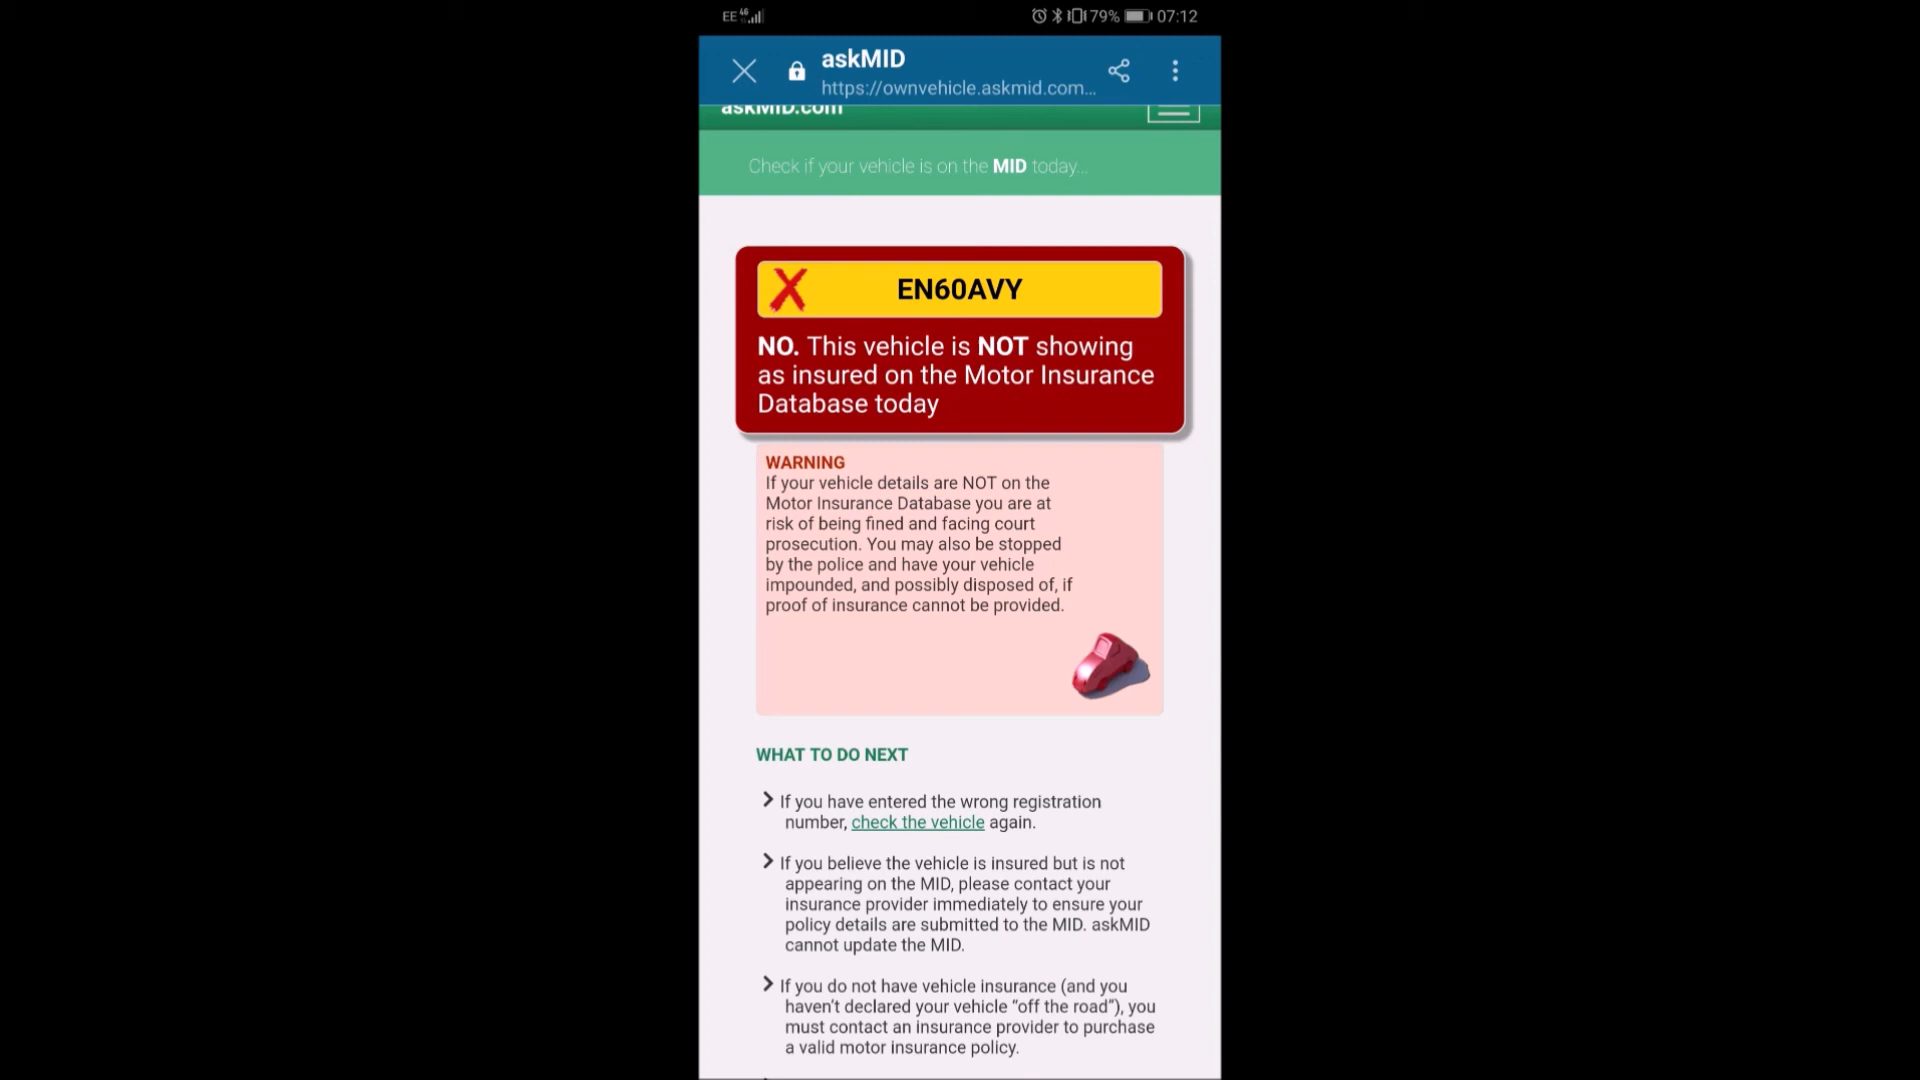 EE 46 79% 07:12
askMID
https://ownvehicle.askmid.com...
askMID.com
Check if your vehicle is on the MID today...
EN60AVY
NO. This vehicle is NOT showing
as insured on the Motor Insurance
Database today
WARNING
If your vehicle details are NOT on the
Motor Insurance Database you are at
risk of being fined and facing court
prosecution. You may also be stopped
by the police and have your vehicle
impounded, and possibly disposed of, if
proof of insurance cannot be provided.
WHAT TO DO NEXT
If you have entered the wrong registration
number, check the vehicle again.
If you believe the vehicle is insured but is not
appearing on the MID, please contact your
insurance provider immediately to ensure your
policy details are submitted to the MID. askMID
cannot update the MID.
If you do not have vehicle insurance (and you
haven't declared your vehicle “off the road”), you
must contact an insurance provider to purchase
a valid motor insurance policy.